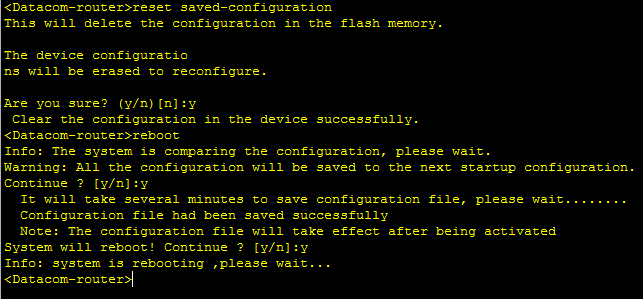 <Datacom-router>reset saved-configuration
This will delete the configuration in the flash memory.
The device configuratio
ns will be erased to reconfigure.
Are you sure? (y/n)[n]:y
 Clear the configuration in the device successfully.
<Datacom-router>reboot
Info: The system is comparing the configuration, please wait.
Warning: All the configuration will be saved to the next startup configuration.
Continue ? [y/n]:y
  It will take several minutes to save configuration file, please wait........
  Configuration file had been saved successfully
  Note: The configuration file will take effect after being activated
System will reboot! Continue ? [y/n]:y
Info: system is rebooting ,please wait...
<Datacom-router>